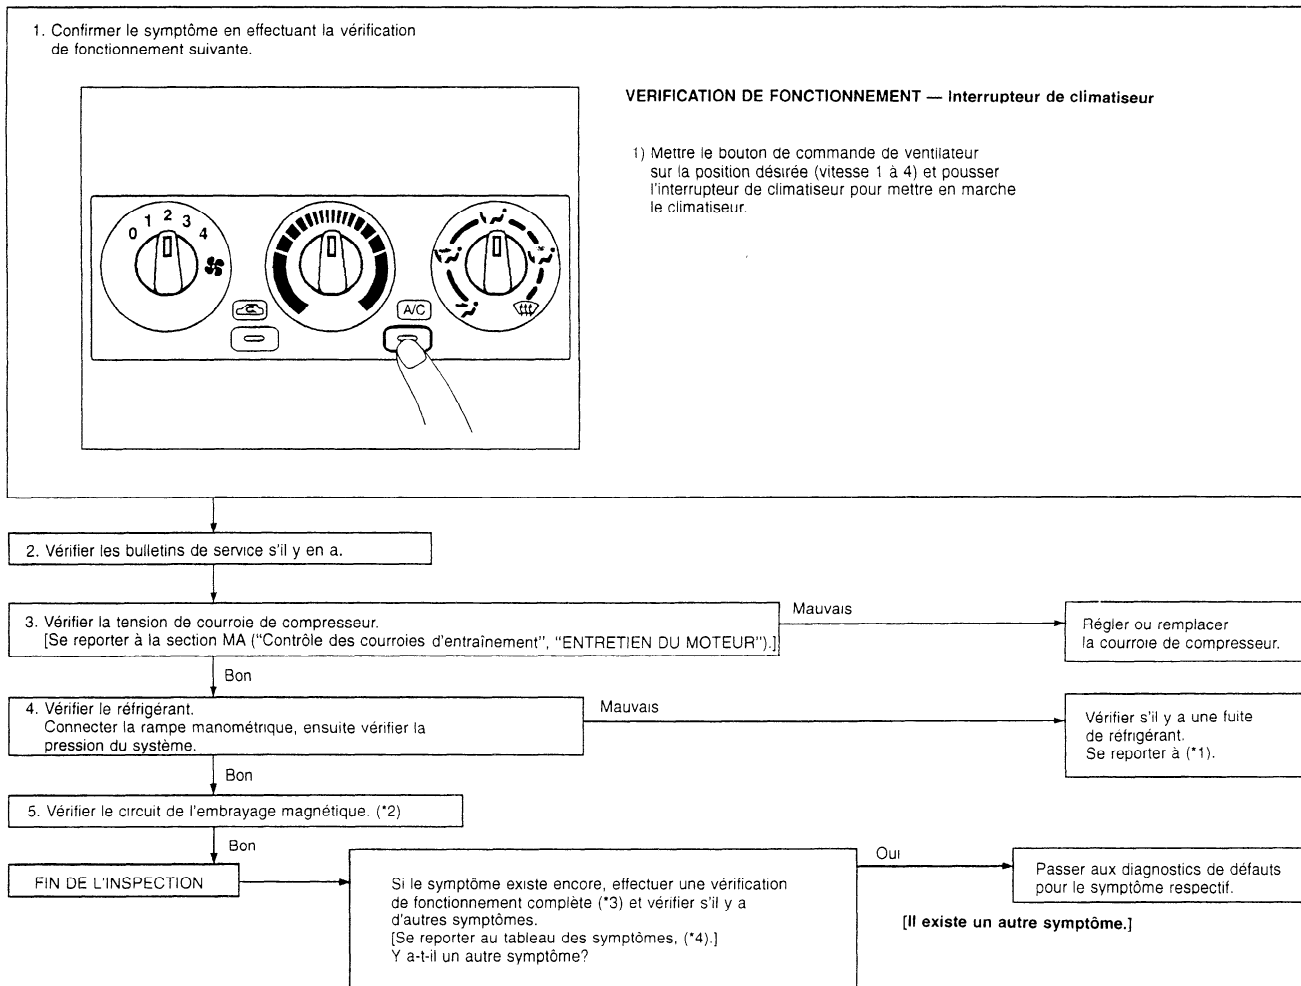 1. Confirmer le symptôme en effectuant la vérification
de fonctionnement suivante.
VERIFICATION DE FONCTIONNEMENT — Interrupteur de climatiseur
1) Mettre le bouton de commande de ventilateur
sur la position désirée (vitesse 1 à 4) et pousser
l'interrupteur de climatiseur pour mettre en marche
le climatiseur.
0 1 2 3 4
A/C
2. Vérifier les bulletins de service s'il y en a.
3. Vérifier la tension de courroie de compresseur.
[Se reporter à la section MA ("Contrôle des courroies d'entraînement", "ENTRETIEN DU MOTEUR").]
Mauvais
Régler ou remplacer
la courroie de compresseur.
Bon
4. Vérifier le réfrigérant.
Connecter la rampe manométrique, ensuite vérifier la
pression du système.
Mauvais
Vérifier s'il y a une fuite
de réfrigérant.
Se reporter à (*1).
Bon
5. Vérifier le circuit de l'embrayage magnétique. (*2)
Bon
FIN DE L'INSPECTION
Si le symptôme existe encore, effectuer une vérification
de fonctionnement complète (*3) et vérifier s'il y a
d'autres symptômes.
[Se reporter au tableau des symptômes, (*4).]
Y a-t-il un autre symptôme?
Oui
Passer aux diagnostics de défauts
pour le symptôme respectif.
[Il existe un autre symptôme.]